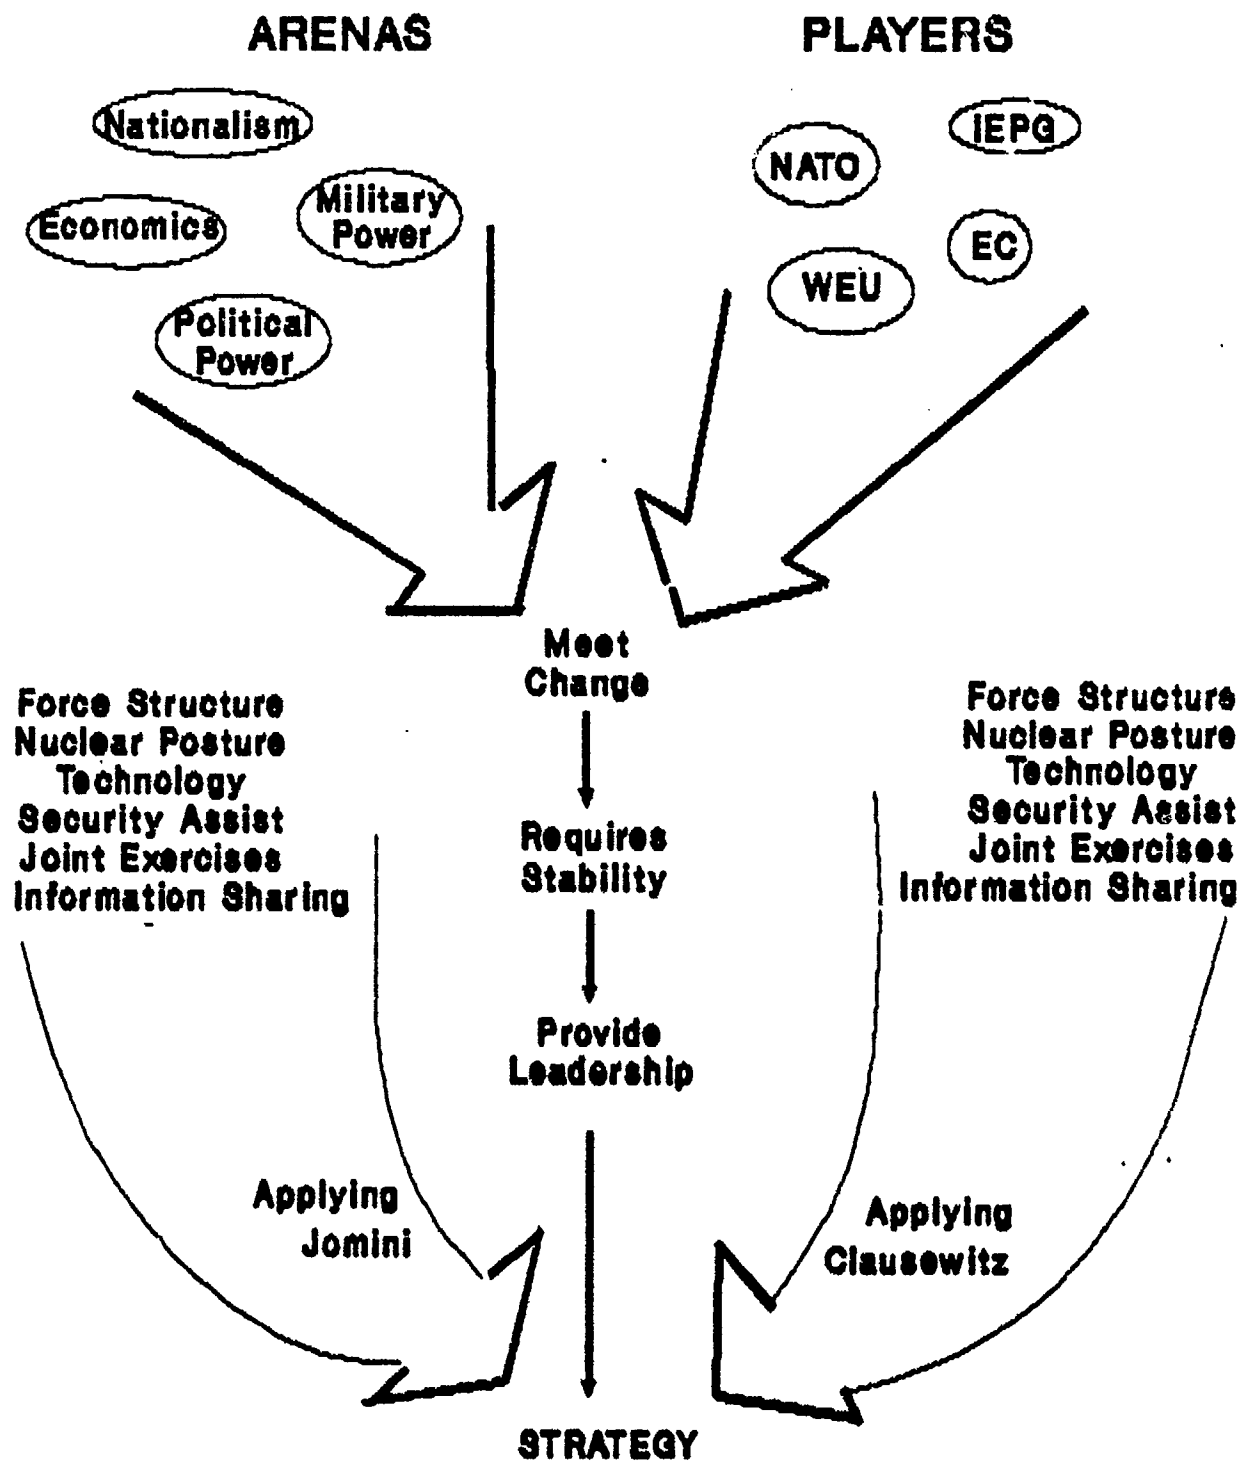 ARENAS
PLAYERS
Nationalism
Economics
Military
Power
Political
Power
NATO
IEPG
EC
WEU
Meet
Change
Requires
Stability
Provide
Leadership
Force Structure
Nuclear Posture
Technology
Security Assist
Joint Exercises
Information Sharing
Force Structure
Nuclear Posture
Technology
Security Assist
Joint Exercises
Information Sharing
Applying
Jomini
Applying
Clausewitz
STRATEGY